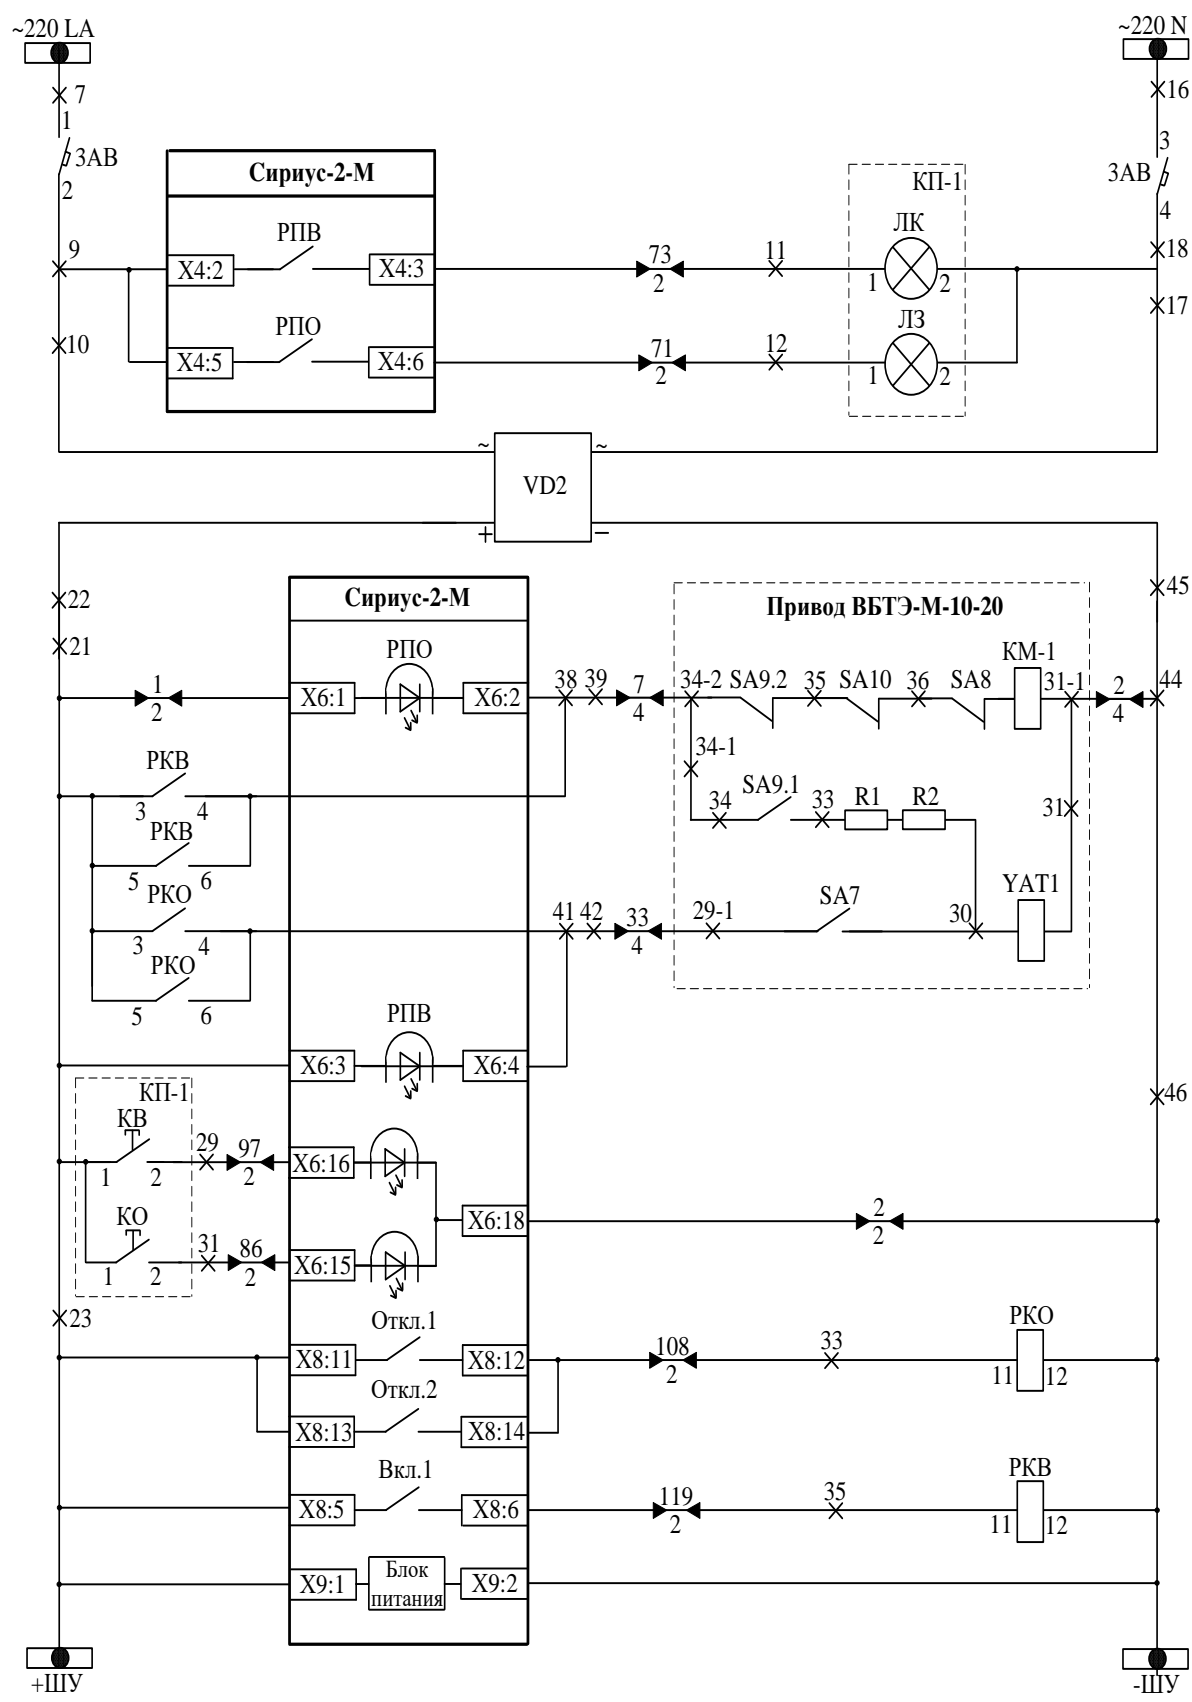 ~220 LA
~220 N
7
16
1
3АВ
2
3
3АВ
4
Сириус-2-М
КП-1
9
РПВ
ЛК
18
X4:2
X4:3
73
2
11
1
2
17
10
РПО
ЛЗ
X4:5
X4:6
71
2
12
1
2
~
~
VD2
+
−
22
Сириус-2-М
Привод ВБТЭ-М-10-20
45
21
РПО
КМ-1
1
2
X6:1
X6:2
38
39
7
4
34-2
SA9.2
35
SA10
36
SA8
31-1
2
4
44
РКВ
3
4
34-1
SA9.1
34
33
R1
R2
31
РКВ
5
6
РКО
3
4
41
42
33
4
29-1
SA7
30
YAT1
РКО
5
6
РПВ
X6:3
X6:4
КП-1
46
КВ
1
2
29
97
2
X6:16
X6:18
2
2
КО
1
2
31
86
2
X6:15
23
Откл.1
РКО
X8:11
X8:12
108
2
33
11
12
Откл.2
X8:13
X8:14
Вкл.1
РКВ
X8:5
X8:6
119
2
35
11
12
X9:1
Блок
питания
X9:2
+ШУ
-ШУ